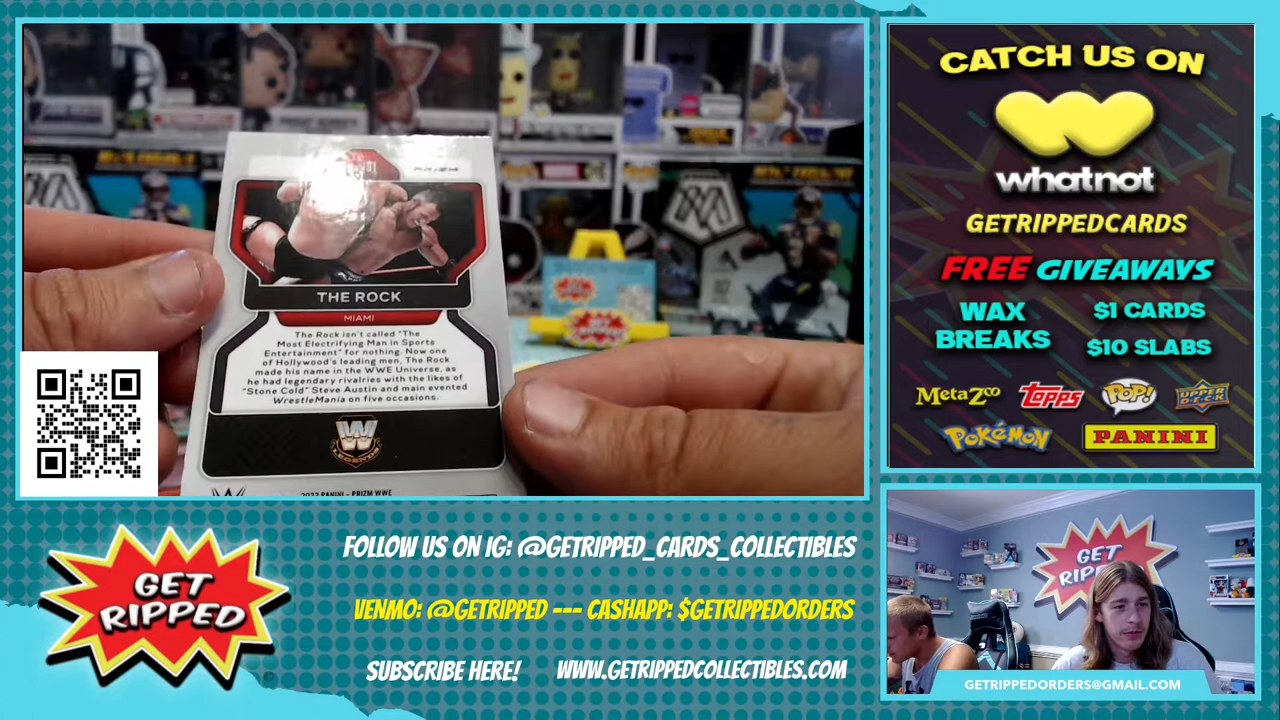 PRIZM
THE ROCK
MIAMI
The Rock isn't called "The
Most Electrifying Man in Sports
Entertainment" for nothing. Now one
of Hollywood's leading men, The Rock
made his name in the WWE Universe, as
he had legendary rivalries with the likes of
"Stone Cold" Steve Austin and main evented
WrestleMania on five occasions.
LEGENDS
2022 PANINI - PRIZM WWE
CATCH US ON
whatnot
GETRIPPEDCARDS
FREE GIVEAWAYS
WAX
BREAKS
$1 CARDS
$10 SLABS
MetaZoo
topps
POP!
UPPER DECK
POKéMON
PANINI
GET
RIPPED
FOLLOW US ON IG: @GETRIPPED_CARDS_COLLECTIBLES
VENMO: @GETRIPPED --- CASHAPP: $GETRIPPEDORDERS
SUBSCRIBE HERE!
WWW.GETRIPPEDCOLLECTIBLES.COM
GET
GETRIPPEDORDERS@GMAIL.COM